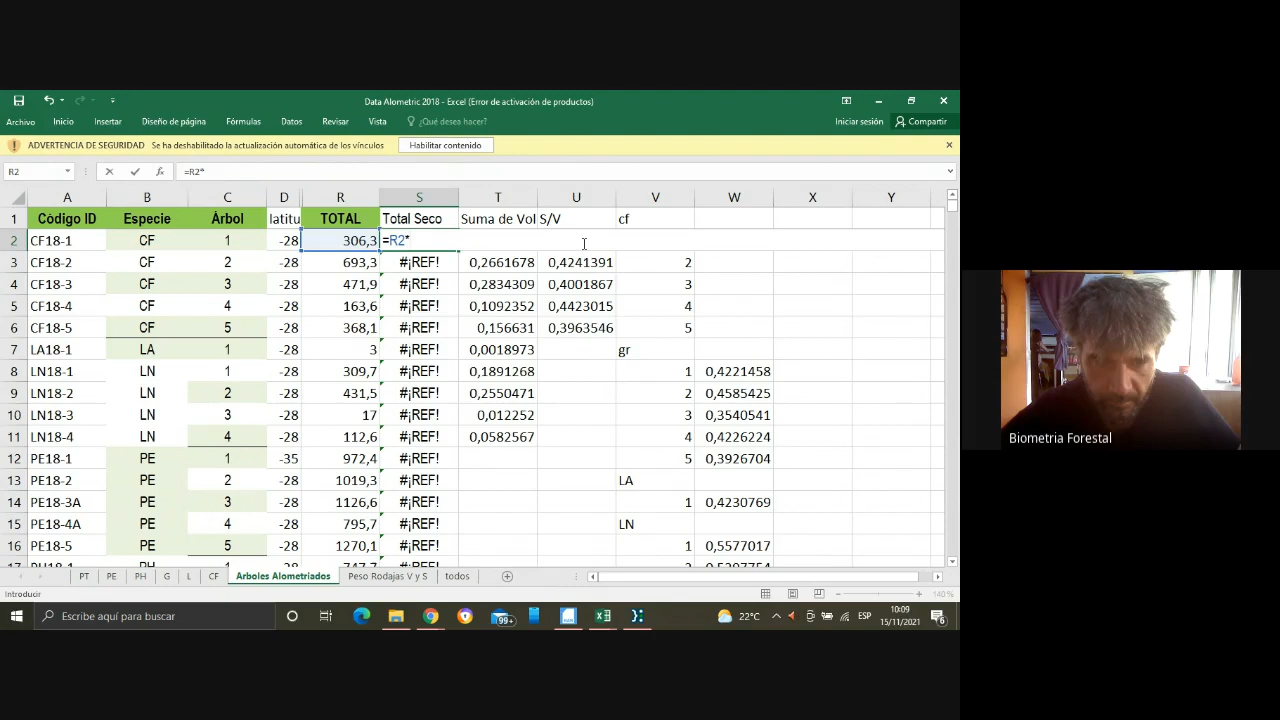 Data Alometric 2018 - Excel (Error de activación de productos)
Archivo Inicio Insertar Diseño de página Fórmulas Datos Revisar Vista ¿Qué desea hacer? Iniciar sesión Compartir
ADVERTENCIA DE SEGURIDAD Se ha deshabilitado la actualización automática de los vínculos Habilitar contenido
R2 fx =R2*
A B C D R S T U V W X Y
1 Código ID Especie Árbol latitu TOTAL Total Seco Suma de Vol S/V cf
2 CF18-1 CF 1 -28 306,3 =R2*
3 CF18-2 CF 2 -28 693,3 #¡REF! 0,2661678 0,4241391 2
4 CF18-3 CF 3 -28 471,9 #¡REF! 0,2834309 0,4001867 3
5 CF18-4 CF 4 -28 163,6 #¡REF! 0,1092352 0,4423015 4
6 CF18-5 CF 5 -28 368,1 #¡REF! 0,156631 0,3963546 5
7 LA18-1 LA 1 -28 3 #¡REF! 0,0018973 gr
8 LN18-1 LN 1 -28 309,7 #¡REF! 0,1891268 1 0,4221458
9 LN18-2 LN 2 -28 431,5 #¡REF! 0,2550471 2 0,4585425
10 LN18-3 LN 3 -28 17 #¡REF! 0,012252 3 0,3540541
11 LN18-4 LN 4 -28 112,6 #¡REF! 0,0582567 4 0,4226224
12 PE18-1 PE 1 -35 972,4 #¡REF! 5 0,3926704
13 PE18-2 PE 2 -28 1019,3 #¡REF! LA
14 PE18-3A PE 3 -28 1126,6 #¡REF! 1 0,4230769
15 PE18-4A PE 4 -28 795,7 #¡REF! LN
16 PE18-5 PE 5 -28 1270,1 #¡REF! 1 0,5577017
PT PE PH G L CF Arboles Alometriados Peso Rodajas V y S todos
Introducir 140 %
Escribe aquí para buscar 99+ 22°C ESP 10:09
15/11/2021 6
Biometria Forestal